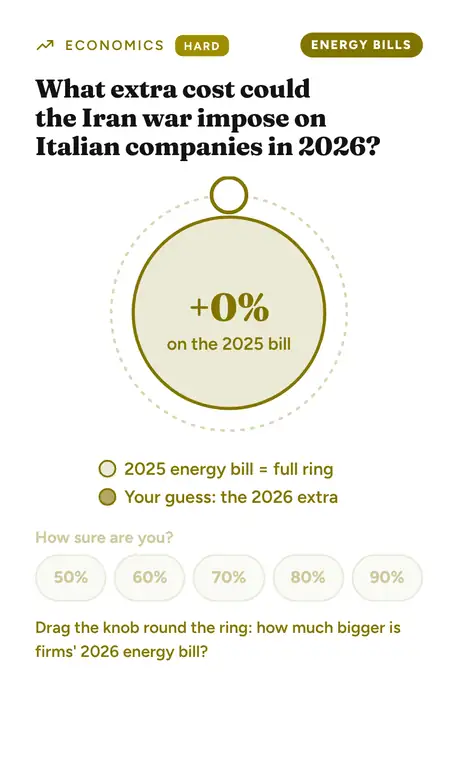 ECONOMICS HARD ENERGY BILLS
What extra cost could
the Iran war impose on
Italian companies in 2026?
+0%
on the 2025 bill
2025 energy bill = full ring
Your guess: the 2026 extra
How sure are you?
50% 60% 70% 80% 90%
Drag the knob round the ring: how much bigger is
firms' 2026 energy bill?